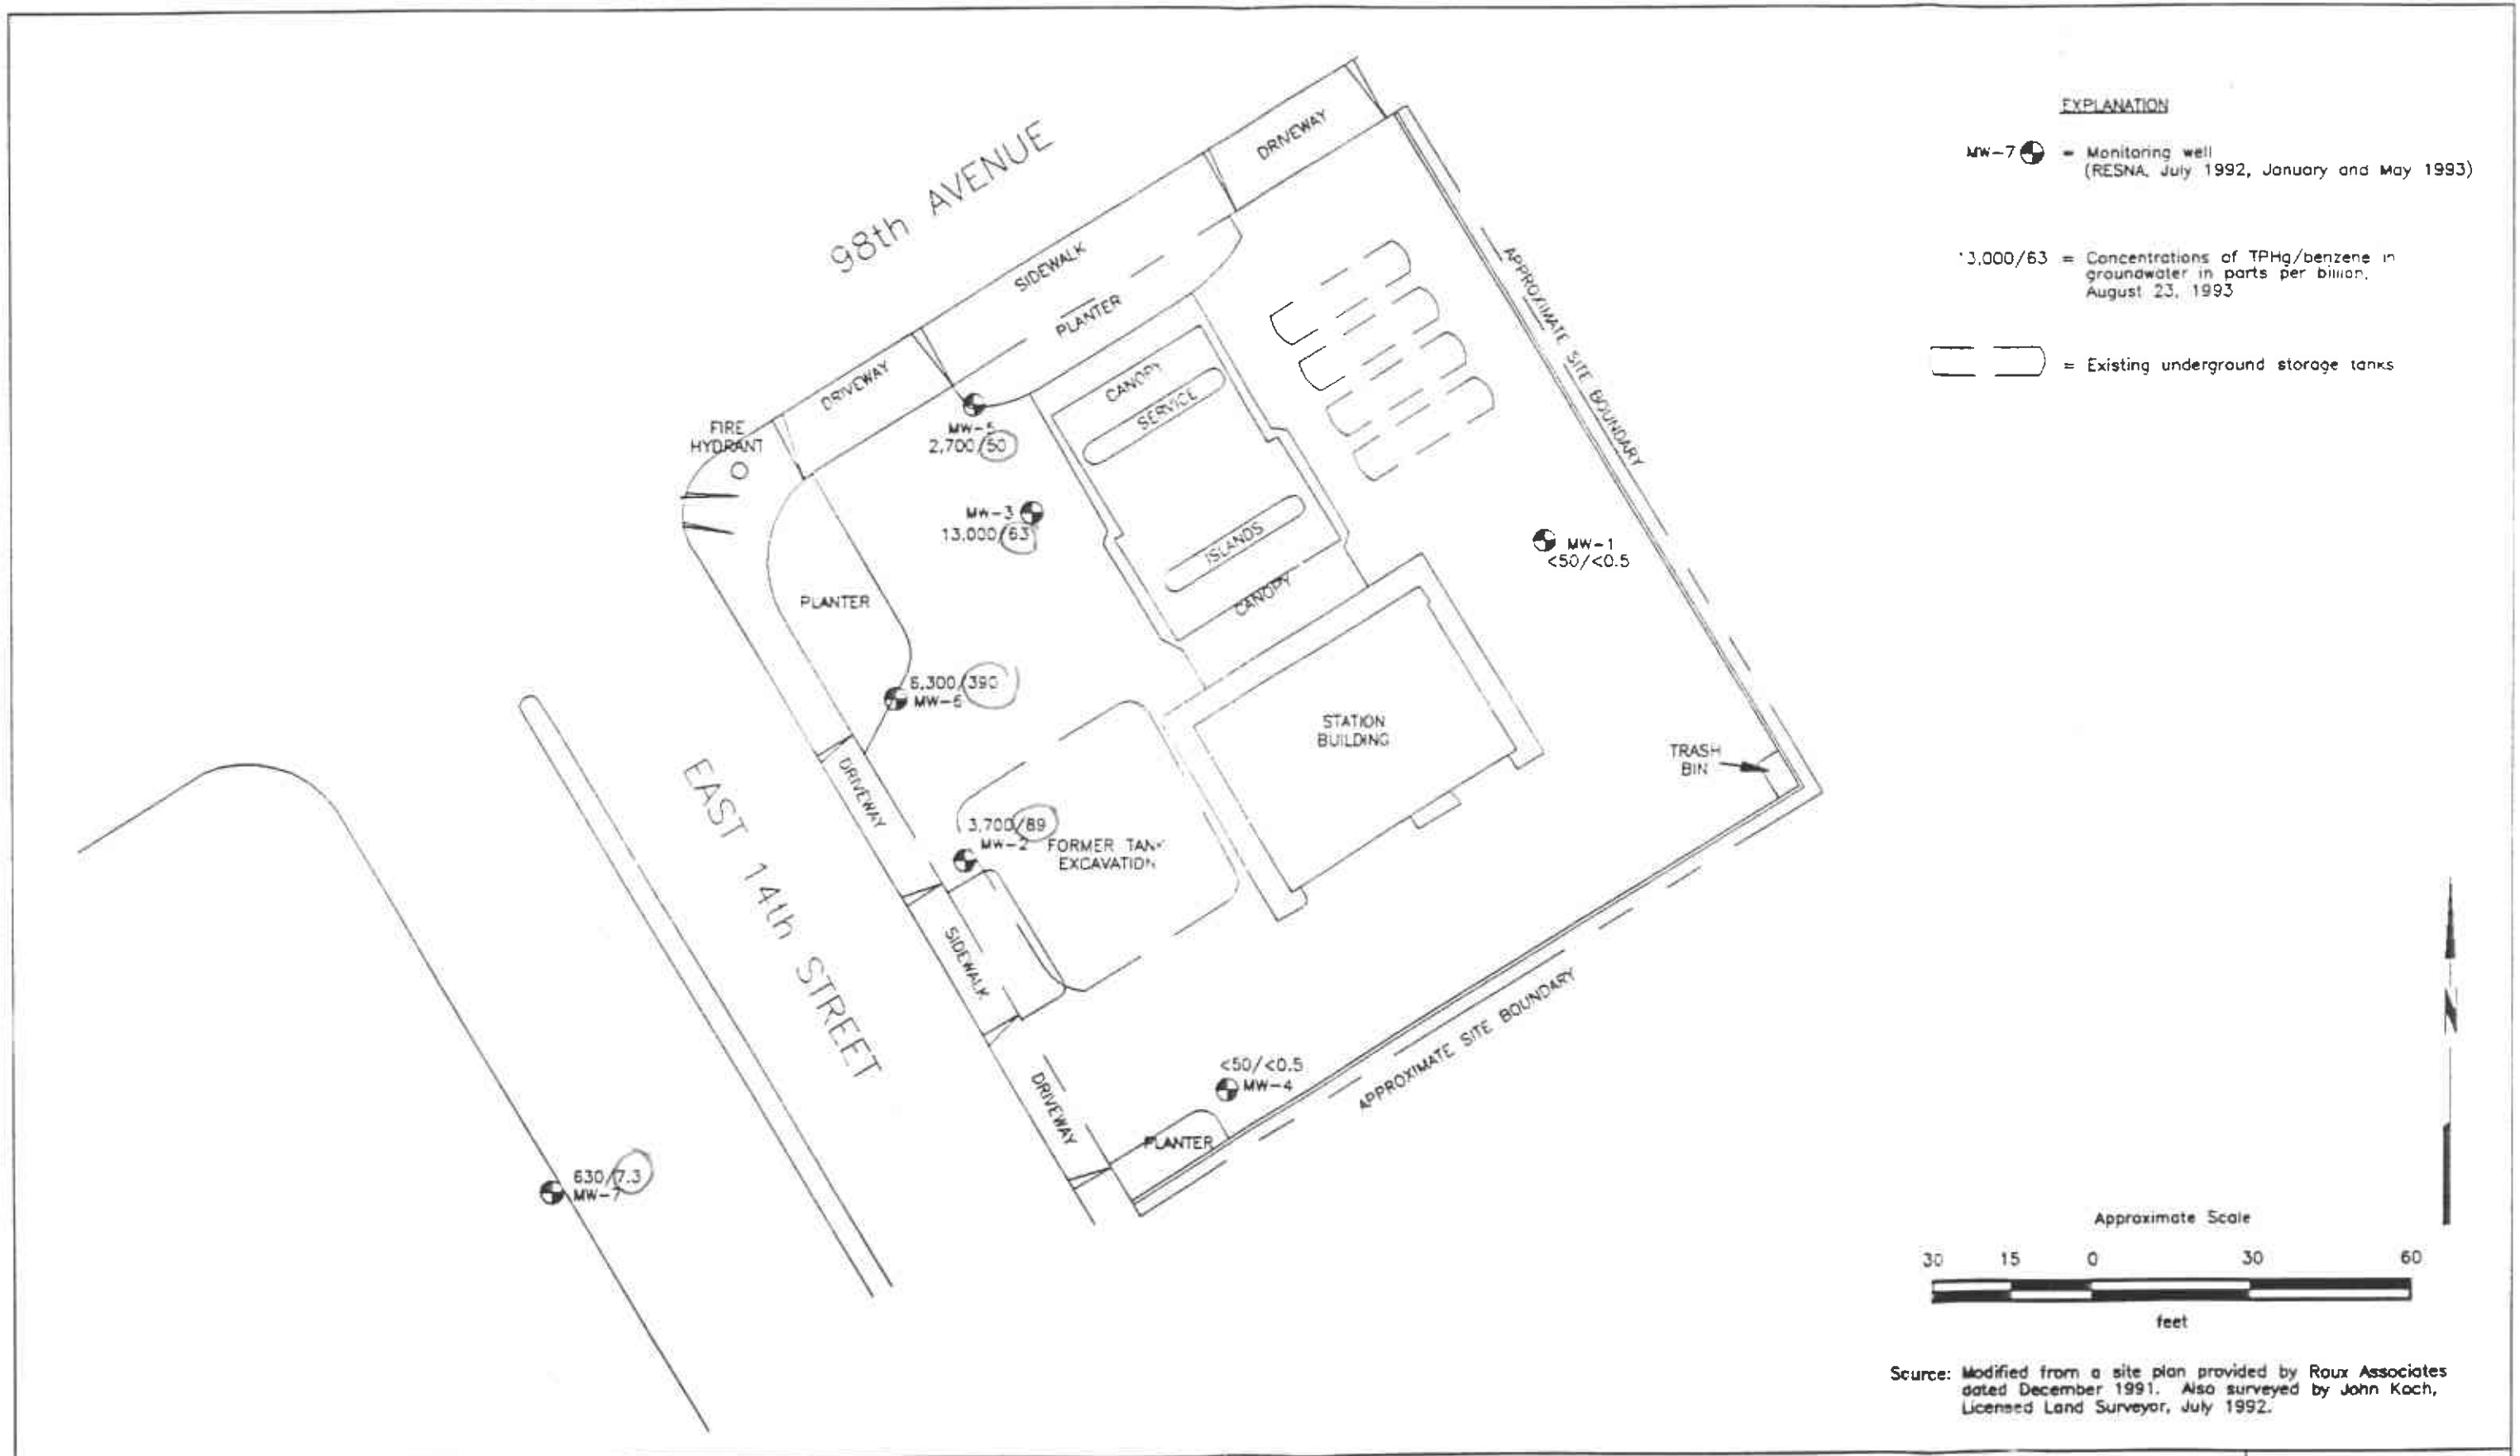 98th AVENUE
DRIVEWAY
SIDEWALK
PLANTER
DRIVEWAY
FIRE
HYDRANT
CANOPY
SERVICE
MW-5
2,700/50
MW-3
13,000/63
ISLANDS
CANOPY
PLANTER
MW-1
<50/<0.5
APPROXIMATE SITE BOUNDARY
6,300/390
MW-6
STATION
BUILDING
TRASH
BIN
DRIVEWAY
3,700/89
MW-2
FORMER TANK
EXCAVATION
EAST 14th STREET
SIDEWALK
DRIVEWAY
<50/<0.5
MW-4
PLANTER
APPROXIMATE SITE BOUNDARY
630/7.3
MW-7
EXPLANATION
MW-7 = Monitoring well
(RESNA, July 1992, January and May 1993)
13,000/63 = Concentrations of TPHg/benzene in
groundwater in parts per billion,
August 23, 1993
= Existing underground storage tanks
N
Approximate Scale
30 15 0 30 60
feet
Source: Modified from a site plan provided by Roux Associates
dated December 1991. Also surveyed by John Koch,
Licensed Land Surveyor, July 1992.